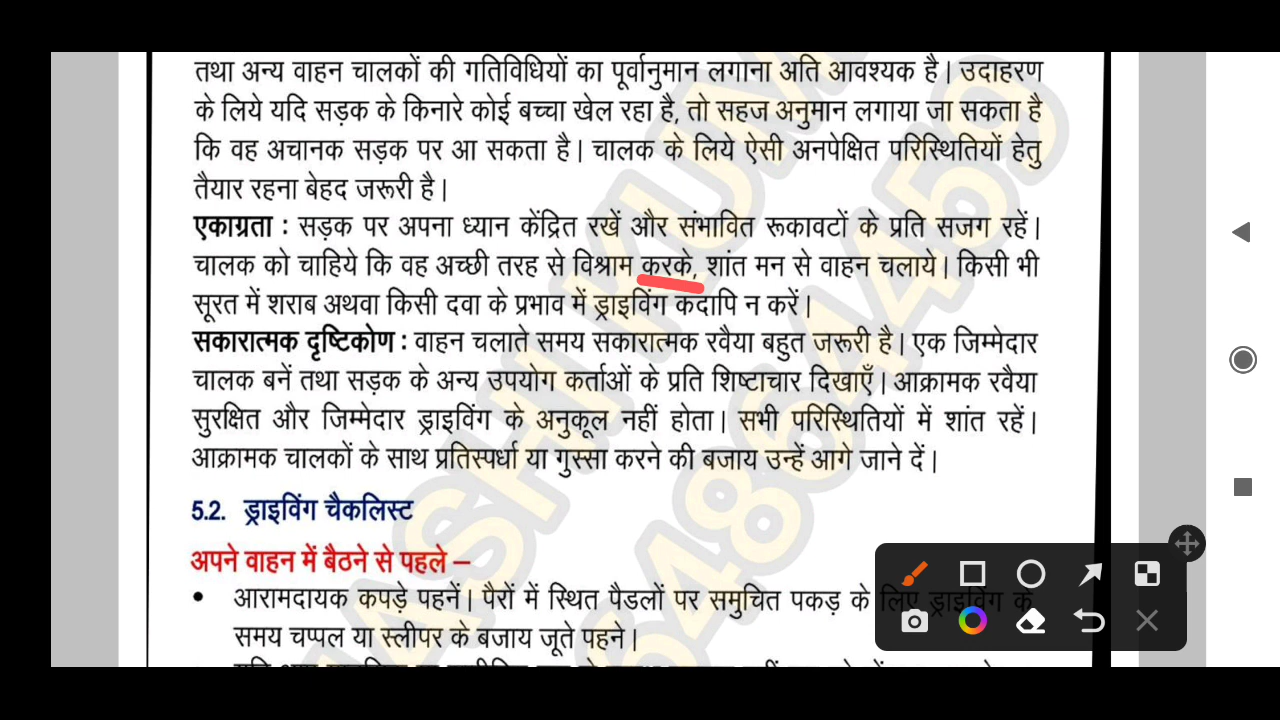 तथा अन्य वाहन चालकों की गतिविधियों का पूर्वानुमान लगाना अति आवश्यक है। उदाहरण
के लिये यदि सड़क के किनारे कोई बच्चा खेल रहा है, तो सहज अनुमान लगाया जा सकता है
कि वह अचानक सड़क पर आ सकता है। चालक के लिये ऐसी अनपेक्षित परिस्थितियों हेतु
तैयार रहना बेहद जरूरी है।
एकाग्रता : सड़क पर अपना ध्यान केंद्रित रखें और संभावित रूकावटों के प्रति सजग रहें।
चालक को चाहिये कि वह अच्छी तरह से विश्राम करके, शांत मन से वाहन चलाये। किसी भी
सूरत में शराब अथवा किसी दवा के प्रभाव में ड्राइविंग कदापि न करें।
सकारात्मक दृष्टिकोण : वाहन चलाते समय सकारात्मक रवैया बहुत जरूरी है। एक जिम्मेदार
चालक बनें तथा सड़क के अन्य उपयोग कर्ताओं के प्रति शिष्टाचार दिखाएँ। आक्रामक रवैया
सुरक्षित और जिम्मेदार ड्राइविंग के अनुकूल नहीं होता। सभी परिस्थितियों में शांत रहें।
आक्रामक चालकों के साथ प्रतिस्पर्धा या गुस्सा करने की बजाय उन्हें आगे जाने दें।
5.2. ड्राइविंग चैकलिस्ट
अपने वाहन में बैठने से पहले –
• आरामदायक कपड़े पहनें। पैरों में स्थित पैडलों पर समुचित पकड़ के लिए ड्राइविंग के
समय चप्पल या स्लीपर के बजाय जूते पहने।